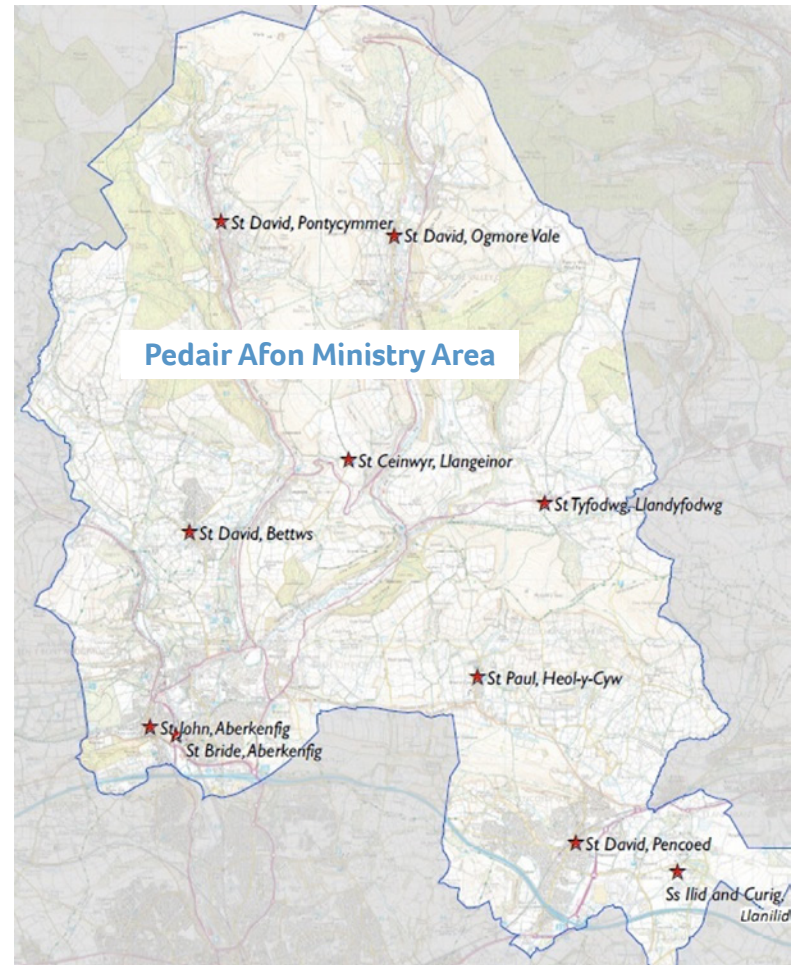 St David, Pontycymmer
St David, Ogmore Vale
Pedair Afon Ministry Area
St Ceinwyr, Llangeinor
St Tyfodwg, Llandyfodwg
St David, Bettws
St Paul, Heol-y-Cyw
St John, Aberkenfig
St Bride, Aberkenfig
St David, Pencoed
Ss Ilid and Curig,
Llanilid